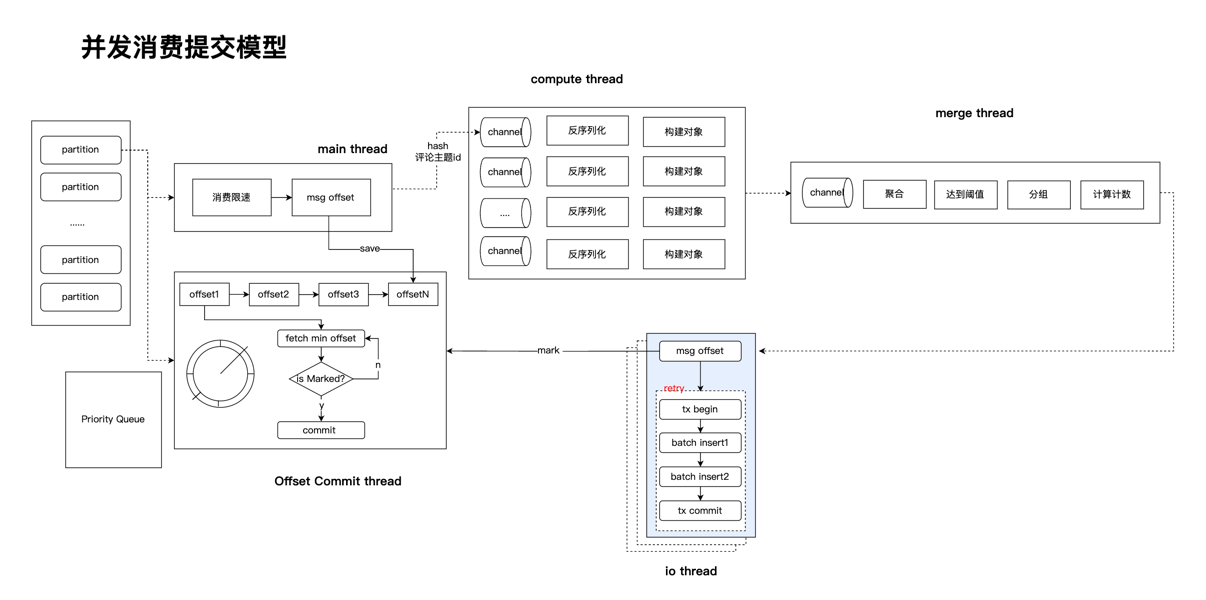 并发消费提交模型
partition
partition
......
partition
partition
Priority Queue
main thread
消费限速
msg offset
save
hash
评论主题id
compute thread
channel
反序列化
构建对象
channel
反序列化
构建对象
....
反序列化
构建对象
channel
反序列化
构建对象
merge thread
channel
聚合
达到阈值
分组
计算计数
offset1
offset2
offset3
offsetN
fetch min offset
n
is Marked?
y
commit
Offset Commit thread
mark
msg offset
retry
tx begin
batch insert1
batch insert2
tx commit
io thread